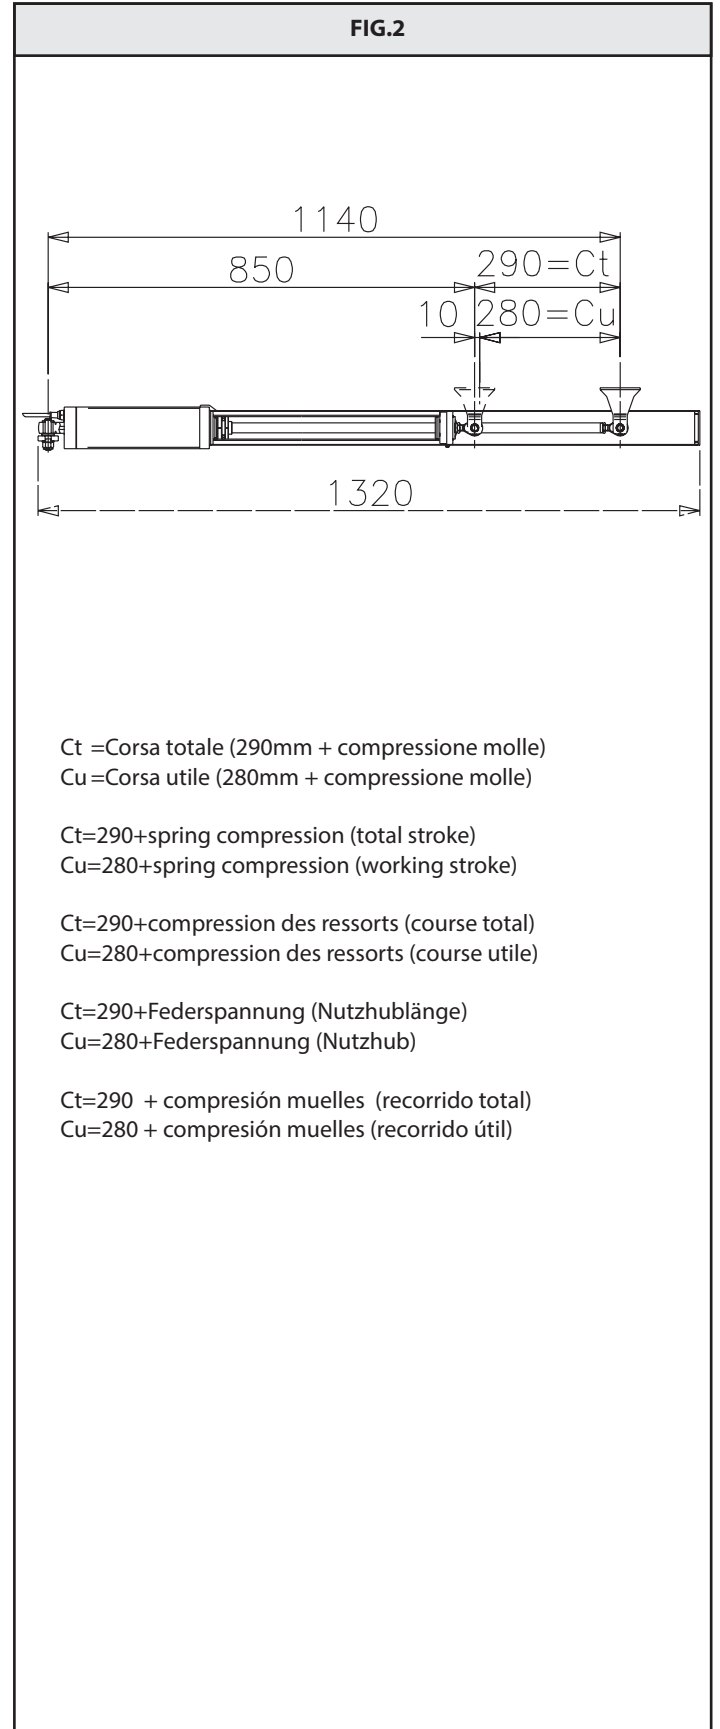 FIG.2
1140
850
290=Ct
10
280=Cu
1320
Ct =Corsa totale (290mm + compressione molle)
Cu =Corsa utile (280mm + compressione molle)
Ct=290+spring compression (total stroke)
Cu=280+spring compression (working stroke)
Ct=290+compression des ressorts (course total)
Cu=280+compression des ressorts (course utile)
Ct=290+Federspannung (Nutzhublänge)
Cu=280+Federspannung (Nutzhub)
Ct=290 + compresión muelles (recorrido total)
Cu=280 + compresión muelles (recorrido útil)